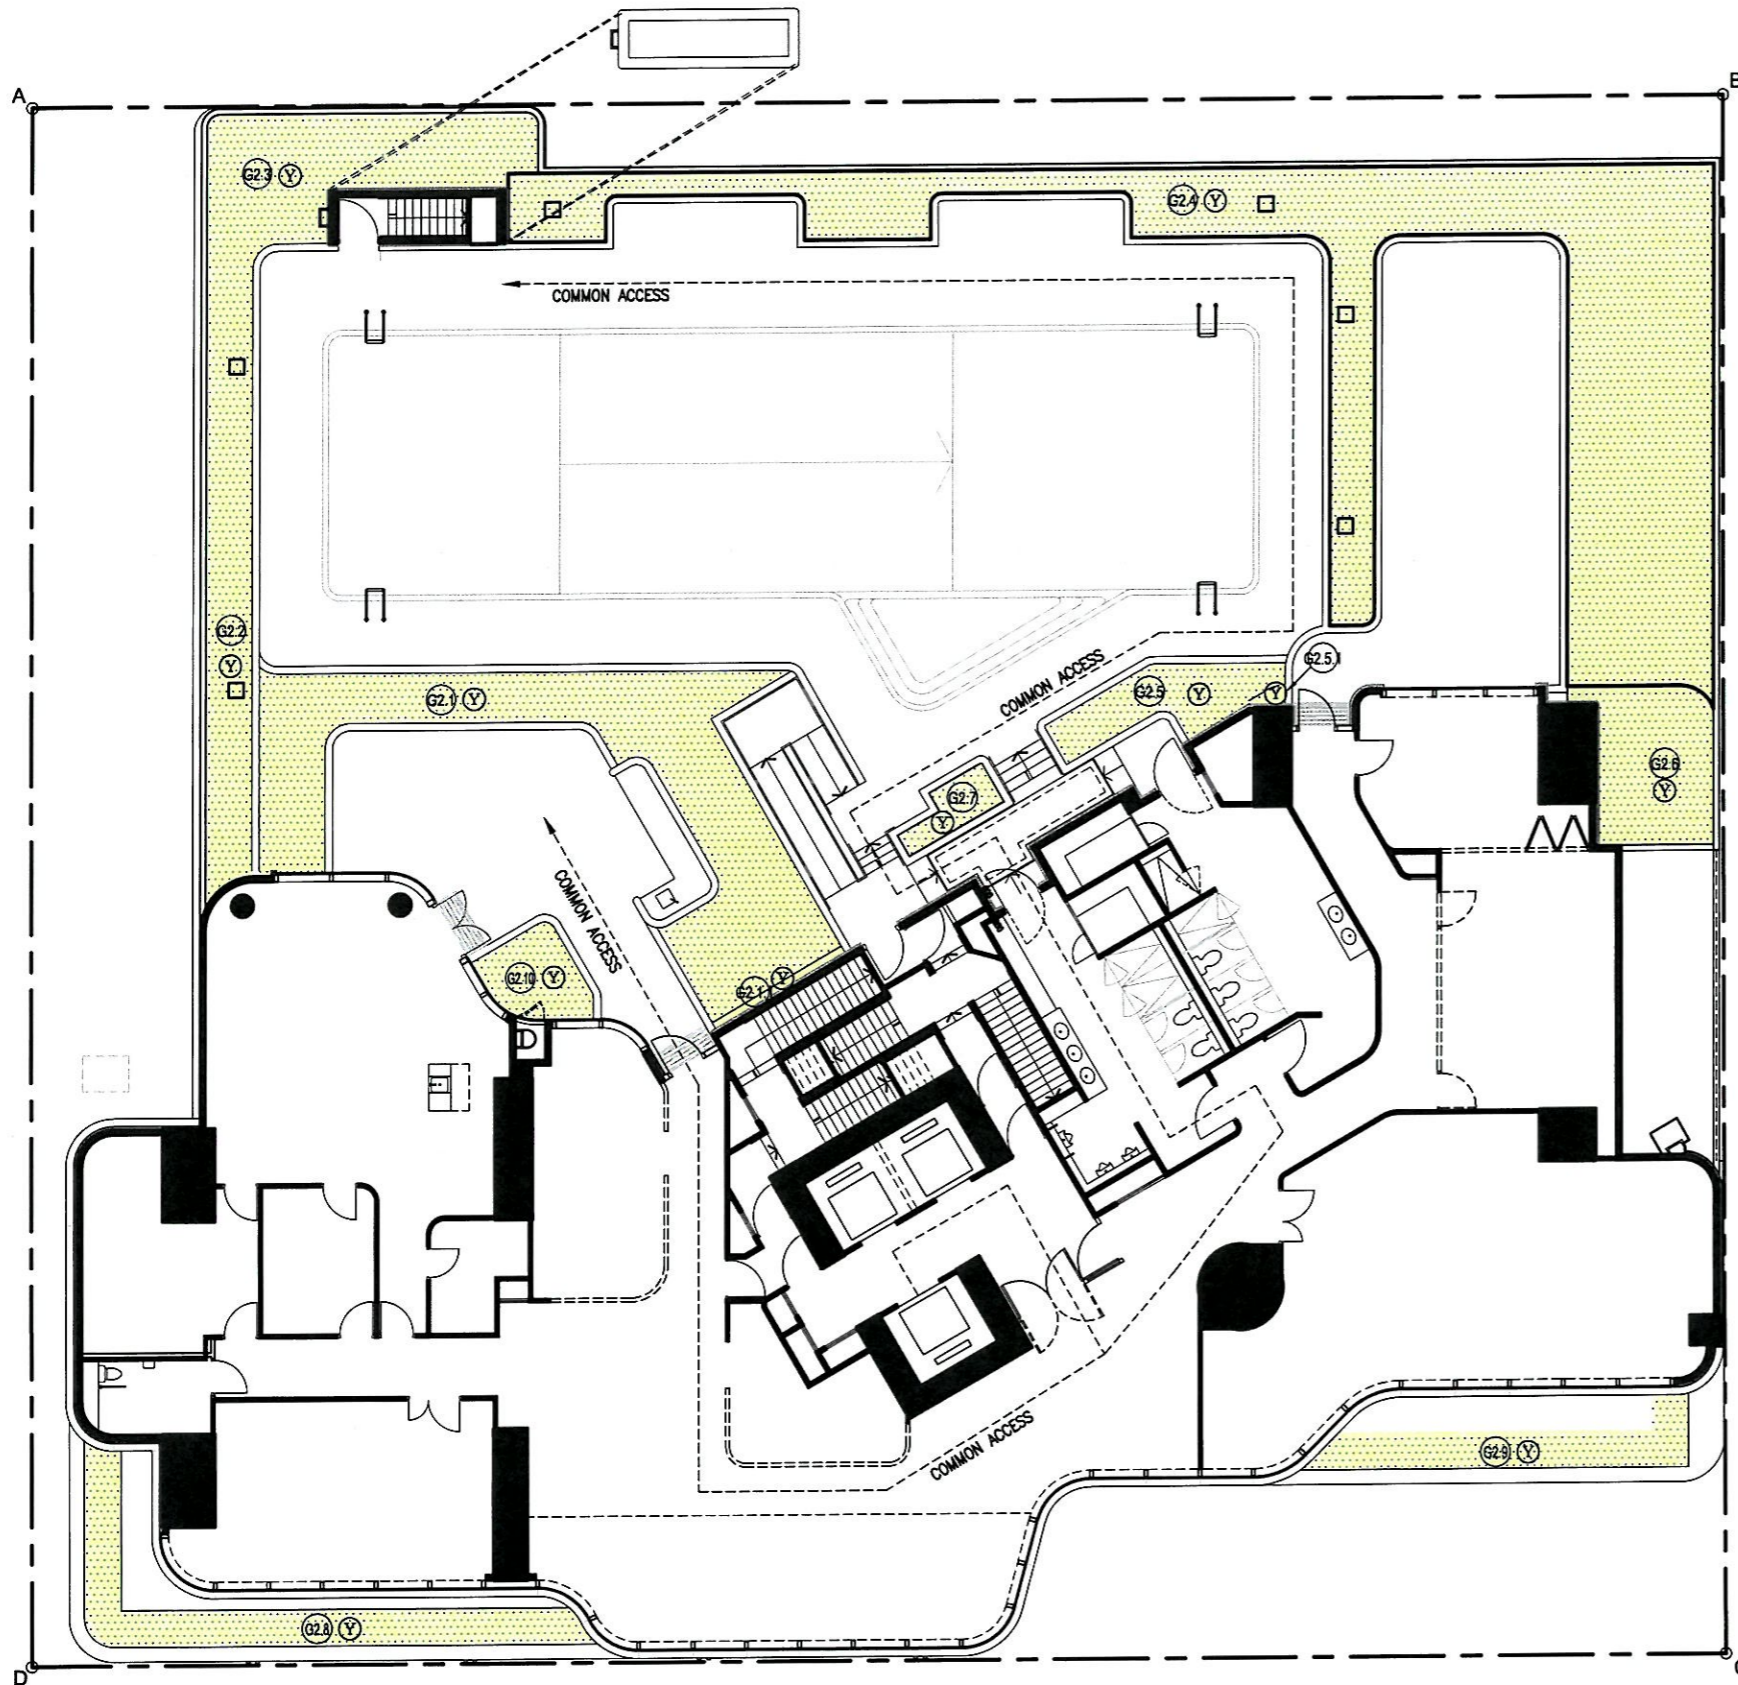 A
B
G2.3 Y
G2.4 Y
COMMON ACCESS
G2.2
Y
G2.1 Y
COMMON ACCESS
G2.5 Y Y
G2.5.1
G2.6
Y
G2.7
Y
COMMON ACCESS
G2.10 Y
G2.1.1 Y
COMMON ACCESS
G2.9 Y
G2.8 Y
D
C